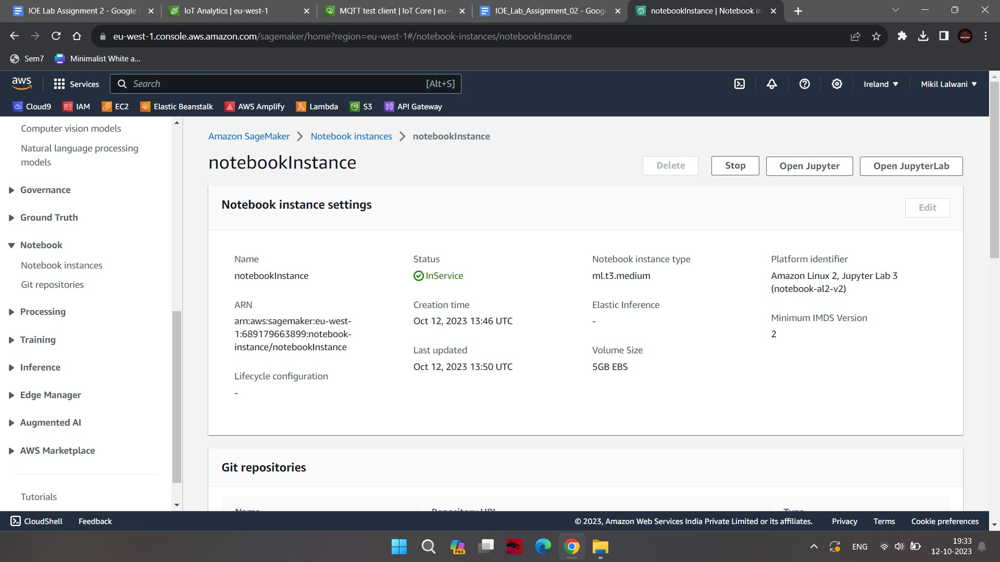 IOE Lab Assignment 2 - Google
IoT Analytics | eu-west-1
MQTT test client | IoT Core | eu-
IOE_Lab_Assignment_02 - Googl
notebookInstance | Notebook in
eu-west-1.console.aws.amazon.com/sagemaker/home?region=eu-west-1#/notebook-instances/notebookInstance
Sem7
Minimalist White a...
aws
Services
Search
[Alt+S]
Ireland
Mikil Lalwani
Cloud9
IAM
EC2
Elastic Beanstalk
AWS Amplify
Lambda
S3
API Gateway
Computer vision models
Natural language processing
models
Governance
Ground Truth
Notebook
Notebook instances
Git repositories
Processing
Training
Inference
Edge Manager
Augmented AI
AWS Marketplace
Tutorials
Amazon SageMaker
Notebook instances
notebookInstance
notebookInstance
Delete
Stop
Open Jupyter
Open JupyterLab
Notebook instance settings
Edit
Name
notebookInstance
ARN
arn:aws:sagemaker:eu-west-
1:689179663899:notebook-
instance/notebookInstance
Lifecycle configuration
-
Status
InService
Creation time
Oct 12, 2023 13:46 UTC
Last updated
Oct 12, 2023 13:50 UTC
Notebook instance type
ml.t3.medium
Elastic Inference
-
Volume Size
5GB EBS
Platform identifier
Amazon Linux 2, Jupyter Lab 3
(notebook-al2-v2)
Minimum IMDS Version
2
Git repositories
Name
Repository URL
Type
CloudShell
Feedback
© 2023, Amazon Web Services India Private Limited or its affiliates.
Privacy
Terms
Cookie preferences
PRE
ENG
19:33
12-10-2023